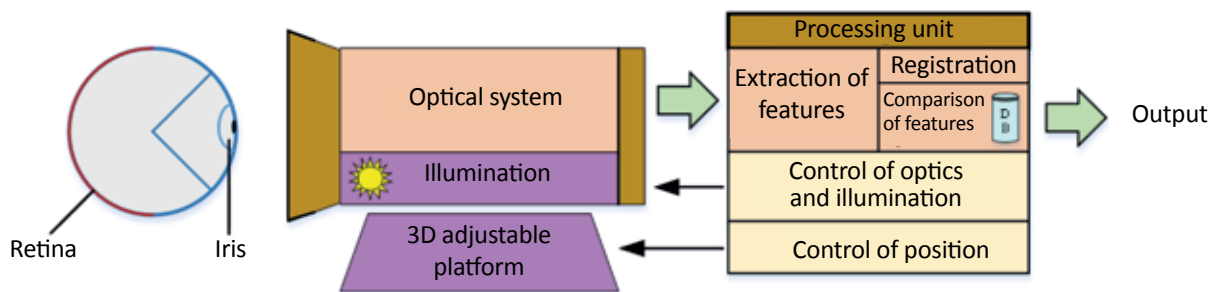 Retina
Iris
Optical system
Illumination
3D adjustable
platform
Processing unit
Extraction of
features
Registration
Comparison
of features
D
B
Control of optics
and illumination
Control of position
Output